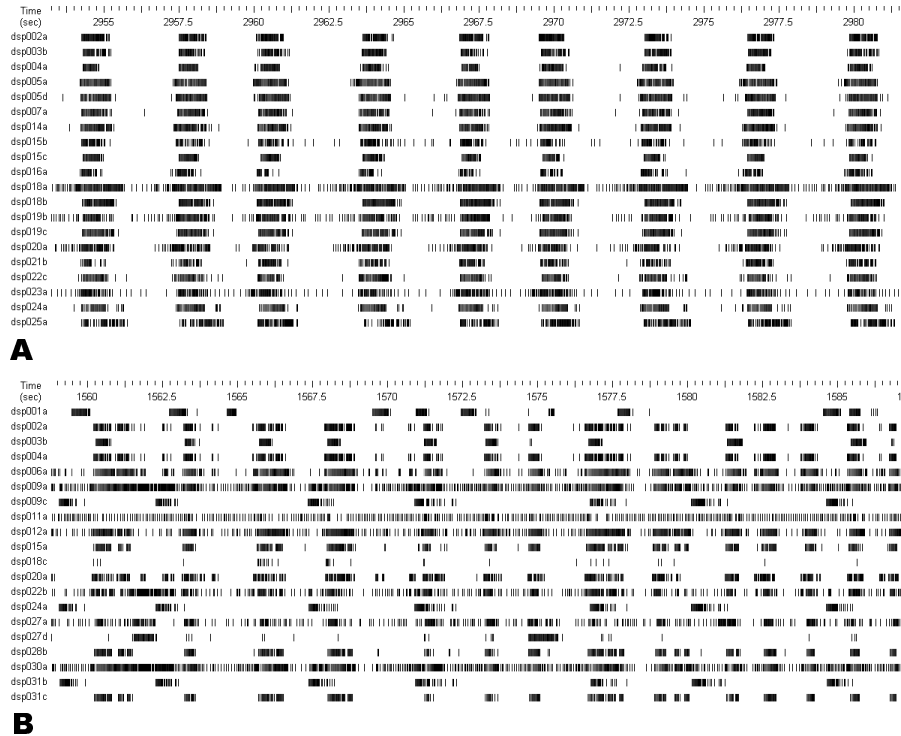 Time
(sec) 2955 2957.5 2960 2962.5 2965 2967.5 2970 2972.5 2975 2977.5 2980
dsp002a
dsp003b
dsp004a
dsp005a
dsp005d
dsp007a
dsp014a
dsp015b
dsp015c
dsp016a
dsp018a
dsp018b
dsp019b
dsp019c
dsp020a
dsp021b
dsp022c
dsp023a
dsp024a
dsp025a
A
Time
(sec) 1560 1562.5 1565 1567.5 1570 1572.5 1575 1577.5 1580 1582.5 1585 1
dsp001a
dsp002a
dsp003b
dsp004a
dsp006a
dsp009a
dsp009c
dsp011a
dsp012a
dsp015a
dsp018c
dsp020a
dsp022b
dsp024a
dsp027a
dsp027d
dsp028b
dsp030a
dsp031b
dsp031c
B